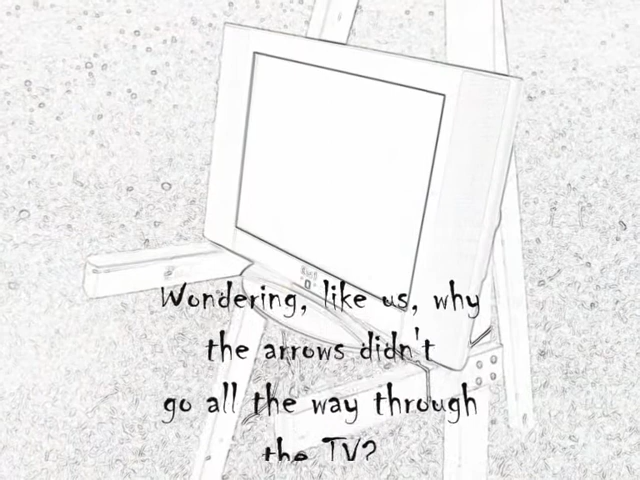 Wondering, like us, why
the arrows didn't
go all the way through
the TV?